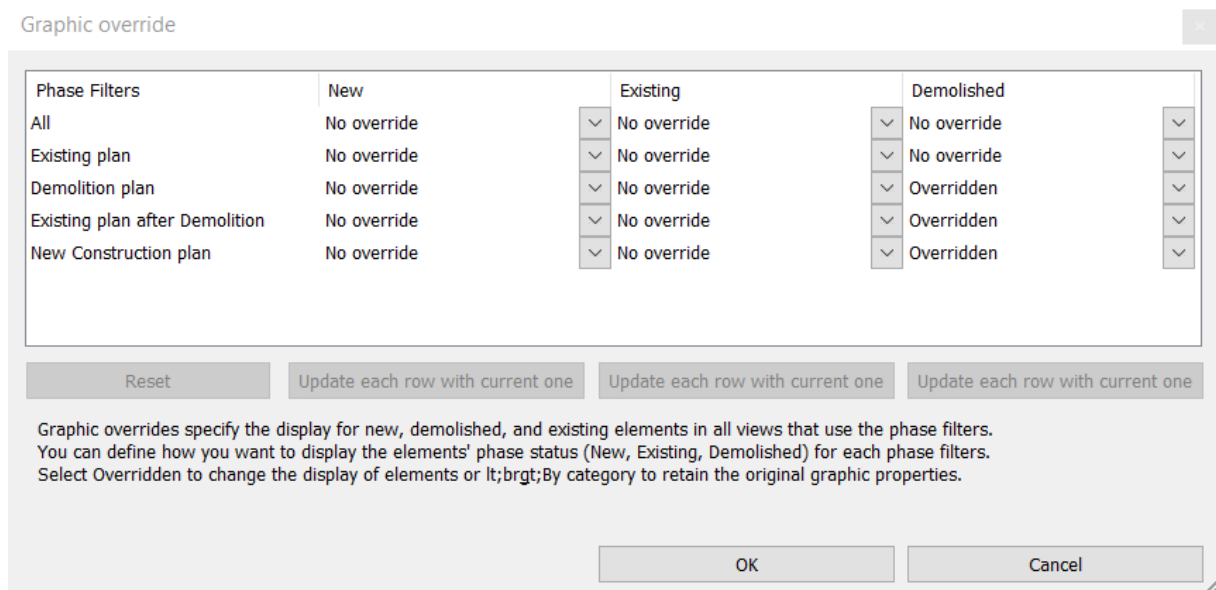 Graphic override
Phase Filters New Existing Demolished
All No override No override No override
Existing plan No override No override No override
Demolition plan No override No override Overridden
Existing plan after Demolition No override No override Overridden
New Construction plan No override No override Overridden
Reset Update each row with current one Update each row with current one Update each row with current one
Graphic overrides specify the display for new, demolished, and existing elements in all views that use the phase filters.
You can define how you want to display the elements' phase status (New, Existing, Demolished) for each phase filters.
Select Overridden to change the display of elements or lt;brgt;By category to retain the original graphic properties.
OK Cancel